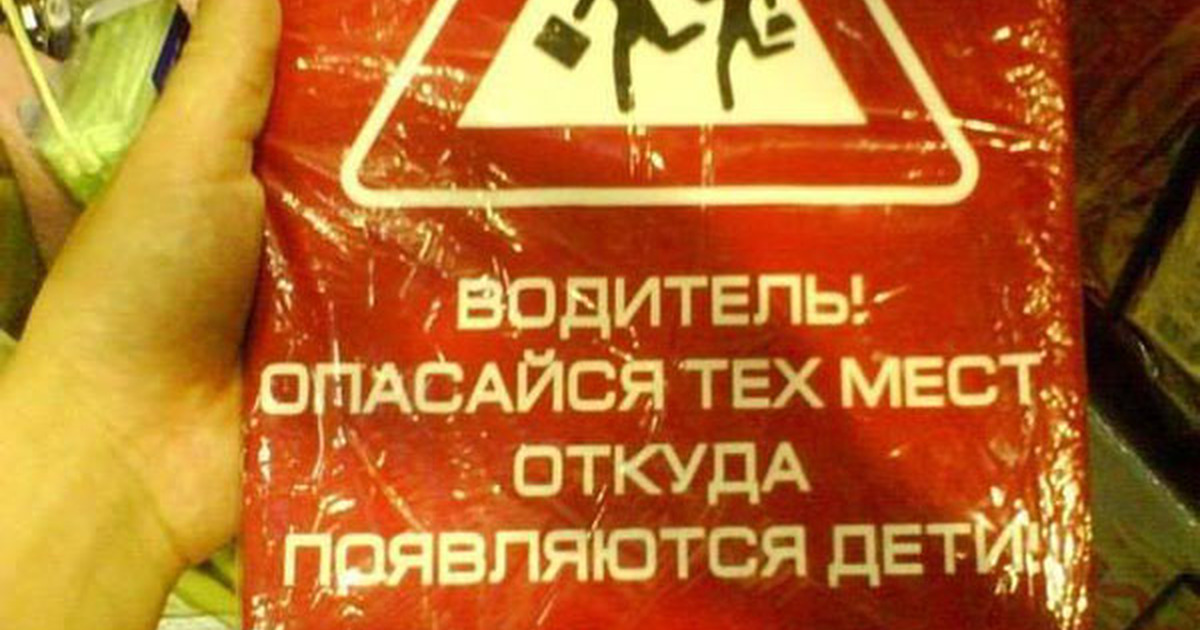 ВОДИТЕЛЬ!
ОПАСАЙСЯ ТЕХ МЕСТ
ОТКУДА
ПОЯВЛЯЮТСЯ ДЕТИ!